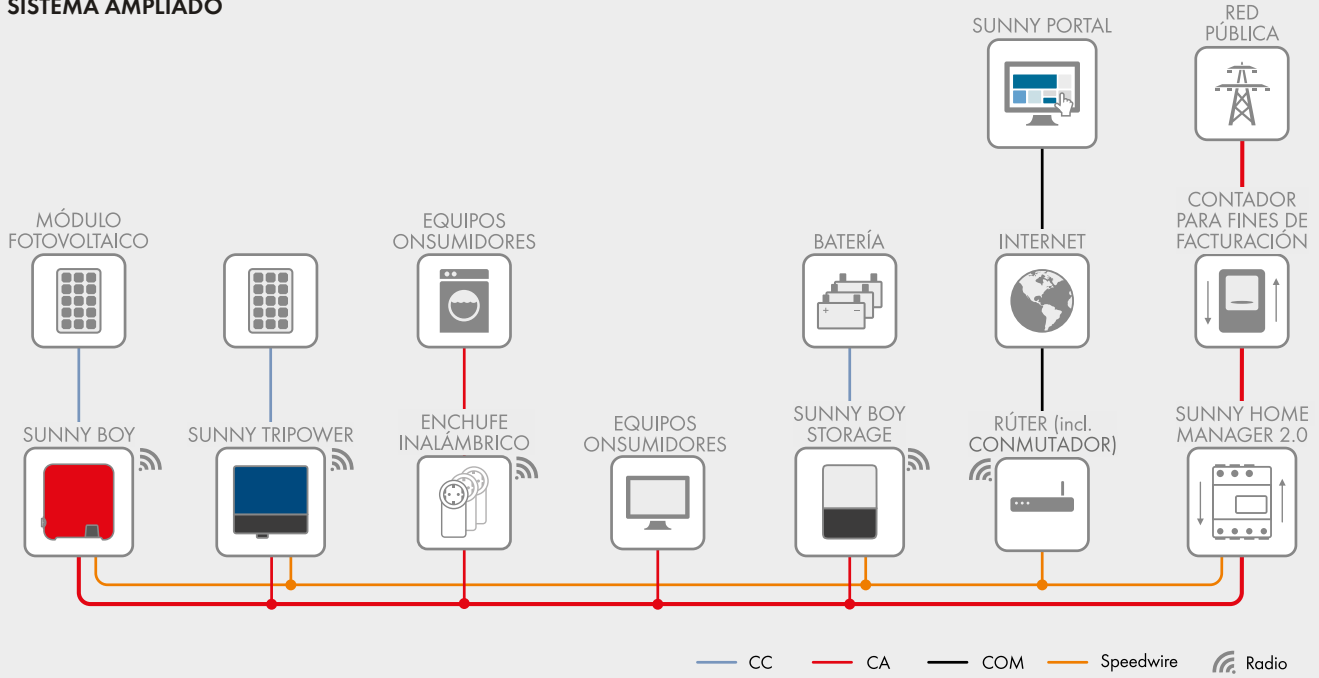 SISTEMA AMPLIADO
SUNNY PORTAL
RED
PÚBLICA
MÓDULO
FOTOVOLTAICO
EQUIPOS
ONSUMIDORES
BATERÍA
INTERNET
CONTADOR
PARA FINES DE
FACTURACIÓN
SUNNY BOY
SUNNY TRIPOWER
ENCHUFE
INALÁMBRICO
EQUIPOS
ONSUMIDORES
SUNNY BOY
STORAGE
RÚTER (incl.
CONMUTADOR)
SUNNY HOME
MANAGER 2.0
CC
CA
COM
Speedwire
Radio